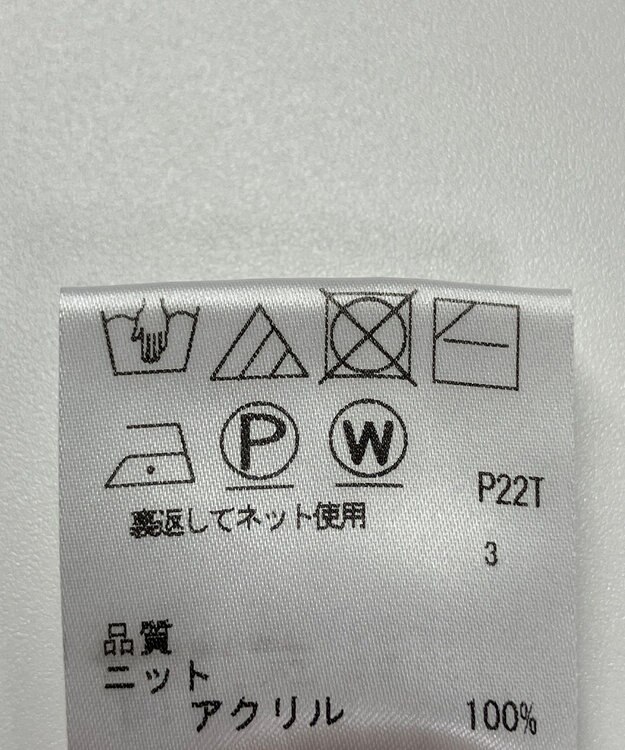 P W
裏返してネット使用
P22T
3
品質
ニット
アクリル 100%